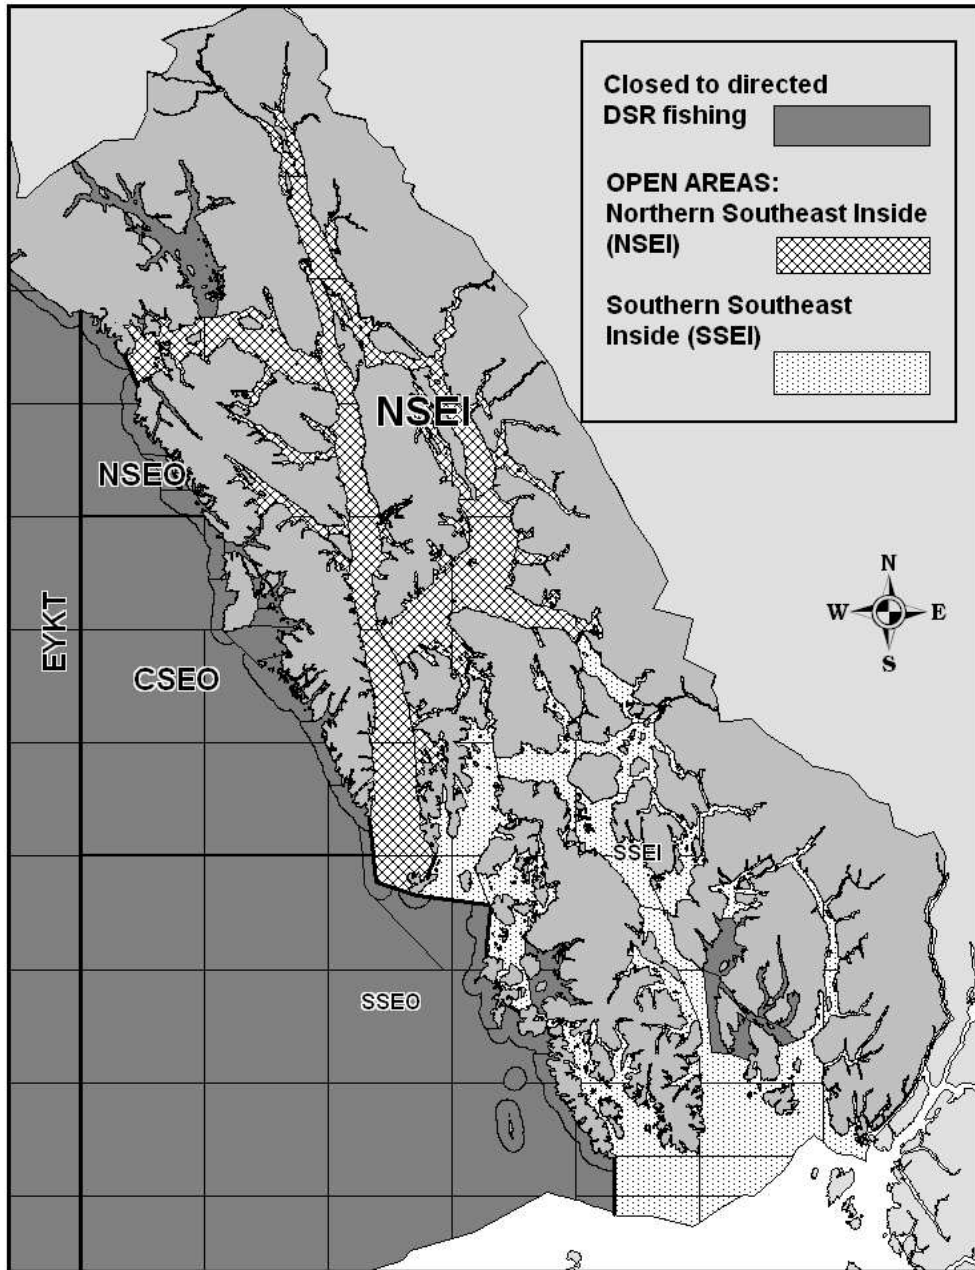 Closed to directed
DSR fishing
OPEN AREAS:
Northern Southeast Inside
(NSEI)
Southern Southeast
Inside (SSEI)
NSEI
NSEO
N
W E
S
EYKT
CSEO
SSEI
SSEO